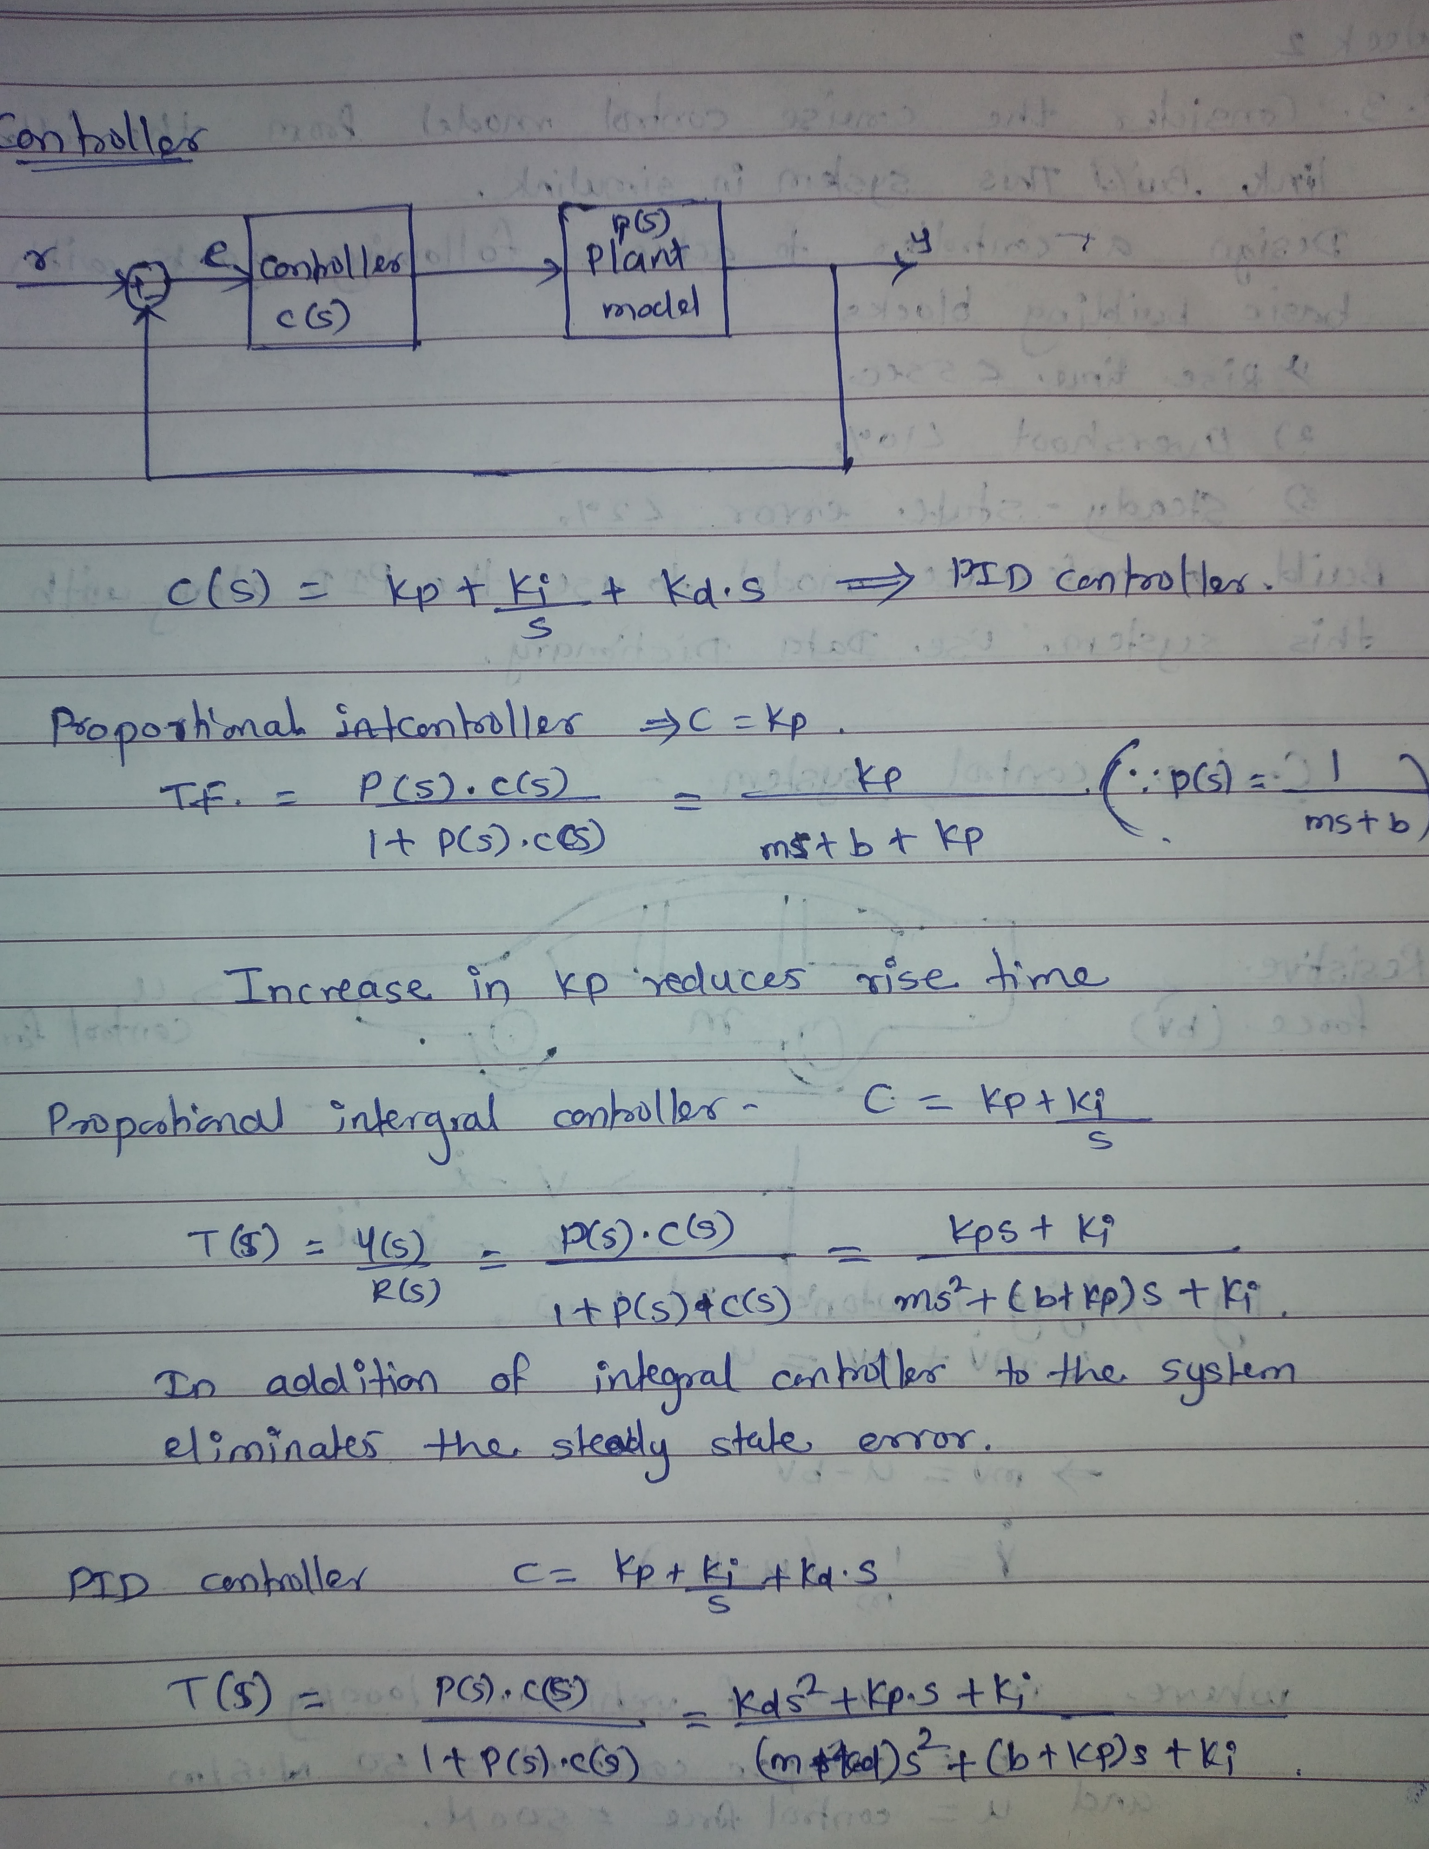 Controller
r
e
controller
c(s)
p(s)
Plant
model
y
c(s) = kp + ki/s + kd.s ⇒ PID controller.
Proportional controller ⇒ C = kp.
T.F. = P(s).c(s)/1+ P(s).c(s) = kp/ms+b+kp (∵ p(s) = 1/ms+b)
Increase in kp reduces rise time
Proportional intergral controller - C = kp+ki/s
T(s) = Y(s)/R(s) = P(s).c(s)/1+P(s)*c(s) = kps+ki/ms²+(b+kp)s+ki.
In addition of integral controller to the system
eliminates the steady state error.
PID controller C = kp+ki/s+kd.s
T(s) = P(s).c(s)/1+P(s).c(s) = kds²+kp.s+ki/(m+kd)s²+(b+kp)s+ki.